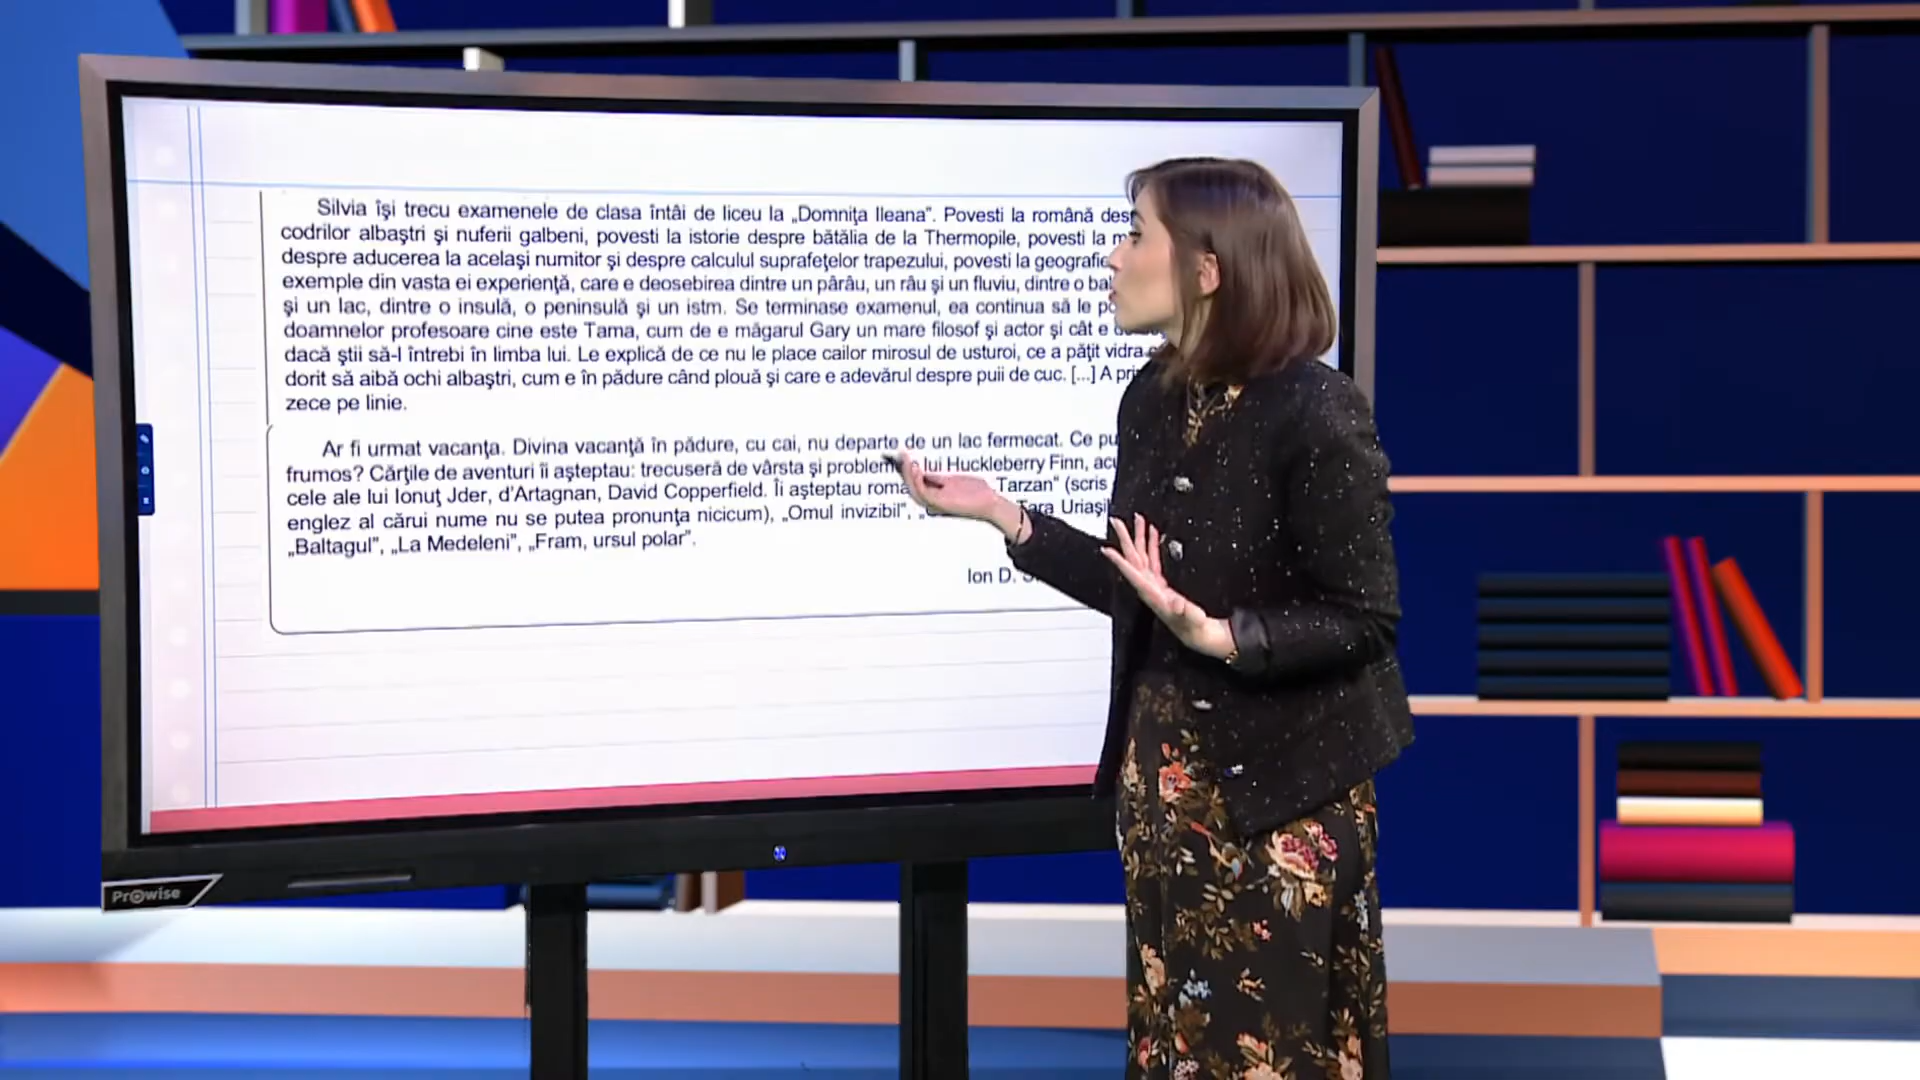 Silvia îşi trecu examenele de clasa întâi de liceu la „Domniţa Ileana”. Povesti la română
codrilor albaştri şi nuferii galbeni, povesti la istorie despre bătălia de la Thermopile, povesti la
despre aducerea la acelaşi numitor şi despre calculul suprafeţelor trapezului, povesti la geografie
exemple din vasta ei experienţă, care e deosebirea dintre un pârâu, un râu şi un fluviu, dintre o
şi un lac, dintre o insulă, o peninsulă şi un istm. Se terminase examenul, ea continua să le
doamnelor profesoare cine este Tama, cum de e măgarul Gary un mare filosof şi actor şi cât e
dacă ştii să-l întrebi în limba lui. Le explică de ce nu le place cailor mirosul de usturoi, ce a păţit vidra
dorit să aibă ochi albaştri, cum e în pădure când plouă şi care e adevărul despre puii de cuc. [...] A
zece pe linie.
Ar fi urmat vacanţa. Divina vacanţă în pădure, cu cai, nu departe de un lac fermecat. Ce
frumos? Cărţile de aventuri îi aşteptau: trecuseră de vârsta şi lui Huckleberry Finn,
cele ale lui Ionuţ Jder, d’Artagnan, David Copperfield. Îi aşteptau „Tarzan” (scris
englez al cărui nume nu se putea pronunţa nicicum), „Omul invizibil”, Ţara
„Baltagul”, „La Medeleni”, „Fram, ursul polar”.
Ion D.
Prowise